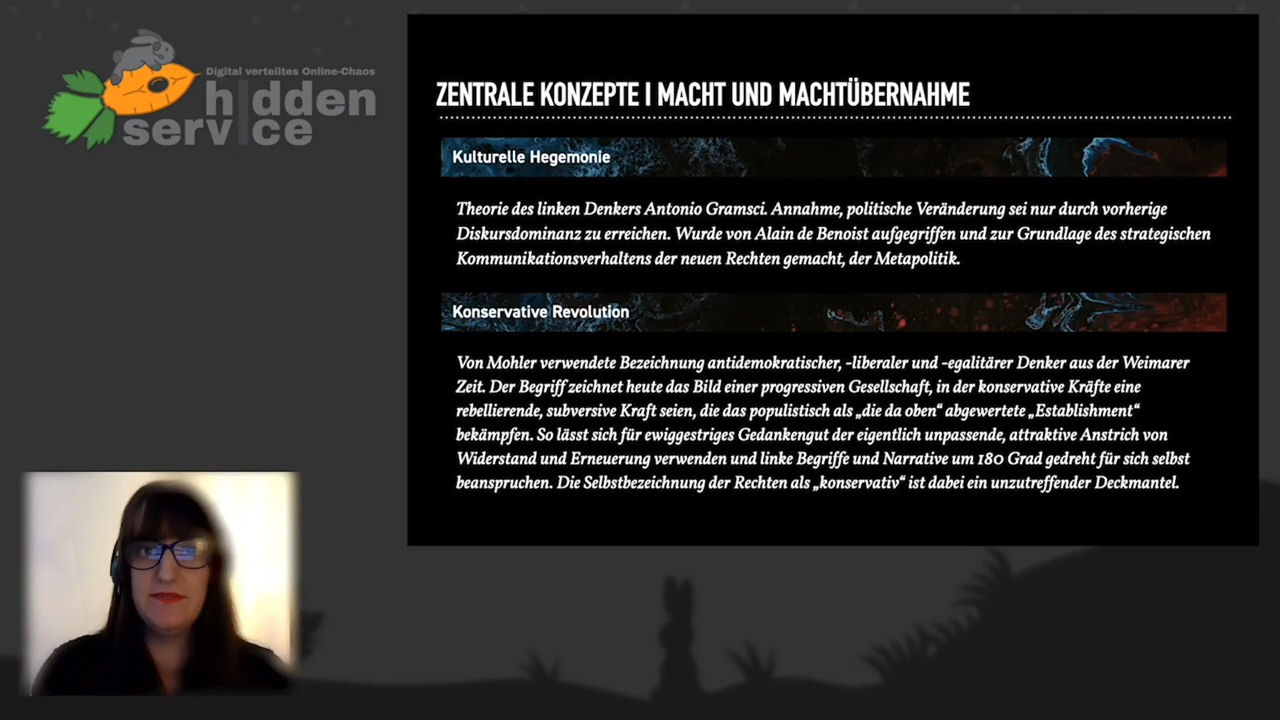 Digital verteiltes Online-Chaos
hidden
service
ZENTRALE KONZEPTE I MACHT UND MACHTÜBERNAHME
Kulturelle Hegemonie
Theorie des linken Denkers Antonio Gramsci. Annahme, politische Veränderung sei nur durch vorherige
Diskursdominanz zu erreichen. Wurde von Alain de Benoist aufgegriffen und zur Grundlage des strategischen
Kommunikationsverhaltens der neuen Rechten gemacht, der Metapolitik.
Konservative Revolution
Von Mohler verwendete Bezeichnung antidemokratischer, -liberaler und -egalitärer Denker aus der Weimarer
Zeit. Der Begriff zeichnet heute das Bild einer progressiven Gesellschaft, in der konservative Kräfte eine
rebellierende, subversive Kraft seien, die das populistisch als „die da oben“ abgewertete „Establishment“
bekämpfen. So lässt sich für ewiggestriges Gedankengut der eigentlich unpassende, attraktive Anstrich von
Widerstand und Erneuerung verwenden und linke Begriffe und Narrative um 180 Grad gedreht für sich selbst
beanspruchen. Die Selbstbezeichnung der Rechten als „konservativ“ ist dabei ein unzutreffender Deckmantel.